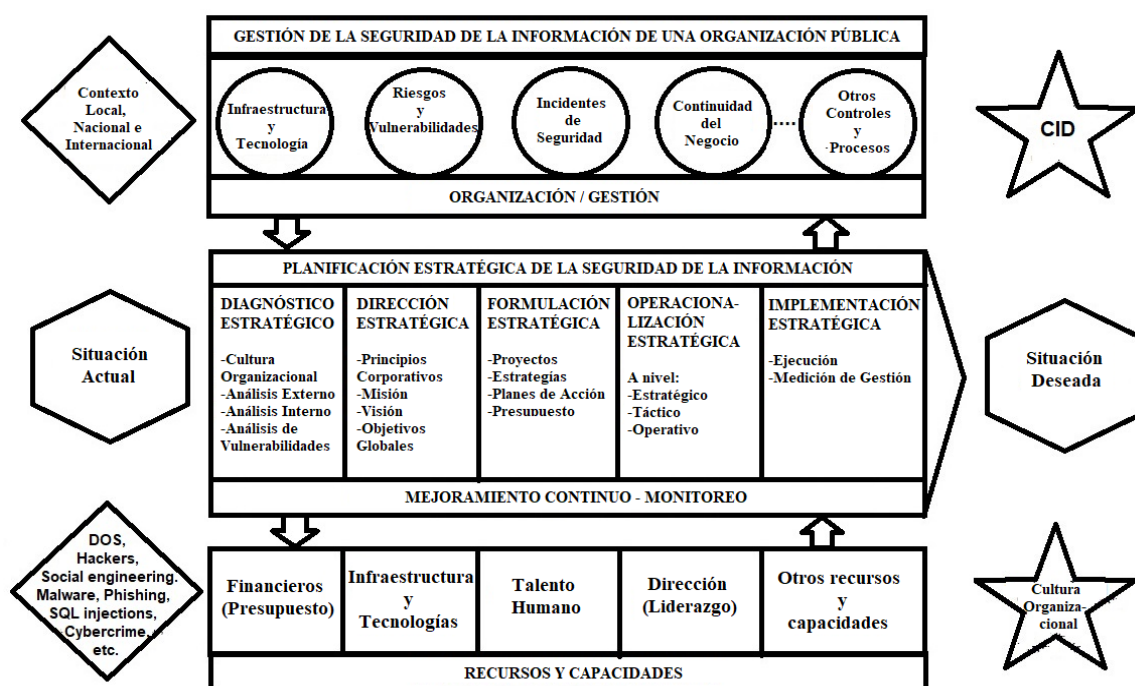 GESTIÓN DE LA SEGURIDAD DE LA INFORMACIÓN DE UNA ORGANIZACIÓN PÚBLICA
Contexto
Local,
Nacional e
Internacional
Infraestructura
y
Tecnología
Riesgos
y
Vulnerabilidades
Incidentes
de
Seguridad
Continuidad
del
Negocio
....
Otros
Controles
y
·Procesos
CID
ORGANIZACIÓN / GESTIÓN
PLANIFICACIÓN ESTRATÉGICA DE LA SEGURIDAD DE LA INFORMACIÓN
Situación
Actual
DIAGNÓSTICO
ESTRATÉGICO
-Cultura
Organizacional
-Análisis Externo
-Análisis Interno
-Análisis de
Vulnerabilidades
DIRECCIÓN
ESTRATÉGICA
-Principios
Corporativos
-Misión
-Visión
-Objetivos
Globales
FORMULACIÓN
ESTRATÉGICA
-Proyectos
-Estrategías
-Planes de Acción
-Presupuesto
OPERACIONA-
LIZACIÓN
ESTRATÉGICA
A nivel:
-Estratégico
-Táctico
-Operativo
IMPLEMENTACIÓN
ESTRATÉGICA
-Ejecución
-Medición de Gestión
Situación
Deseada
MEJORAMIENTO CONTINUO - MONITOREO
DOS,
Hackers,
Social engineering.
Malware, Phishing,
SQL injections,
Cybercrime,
etc.
Financieros
(Presupuesto)
Infraestructura
y
Tecnologías
Talento
Humano
Dirección
(Liderazgo)
Otros recursos
y
capacidades
Cultura
Organiza-
cional
RECURSOS Y CAPACIDADES